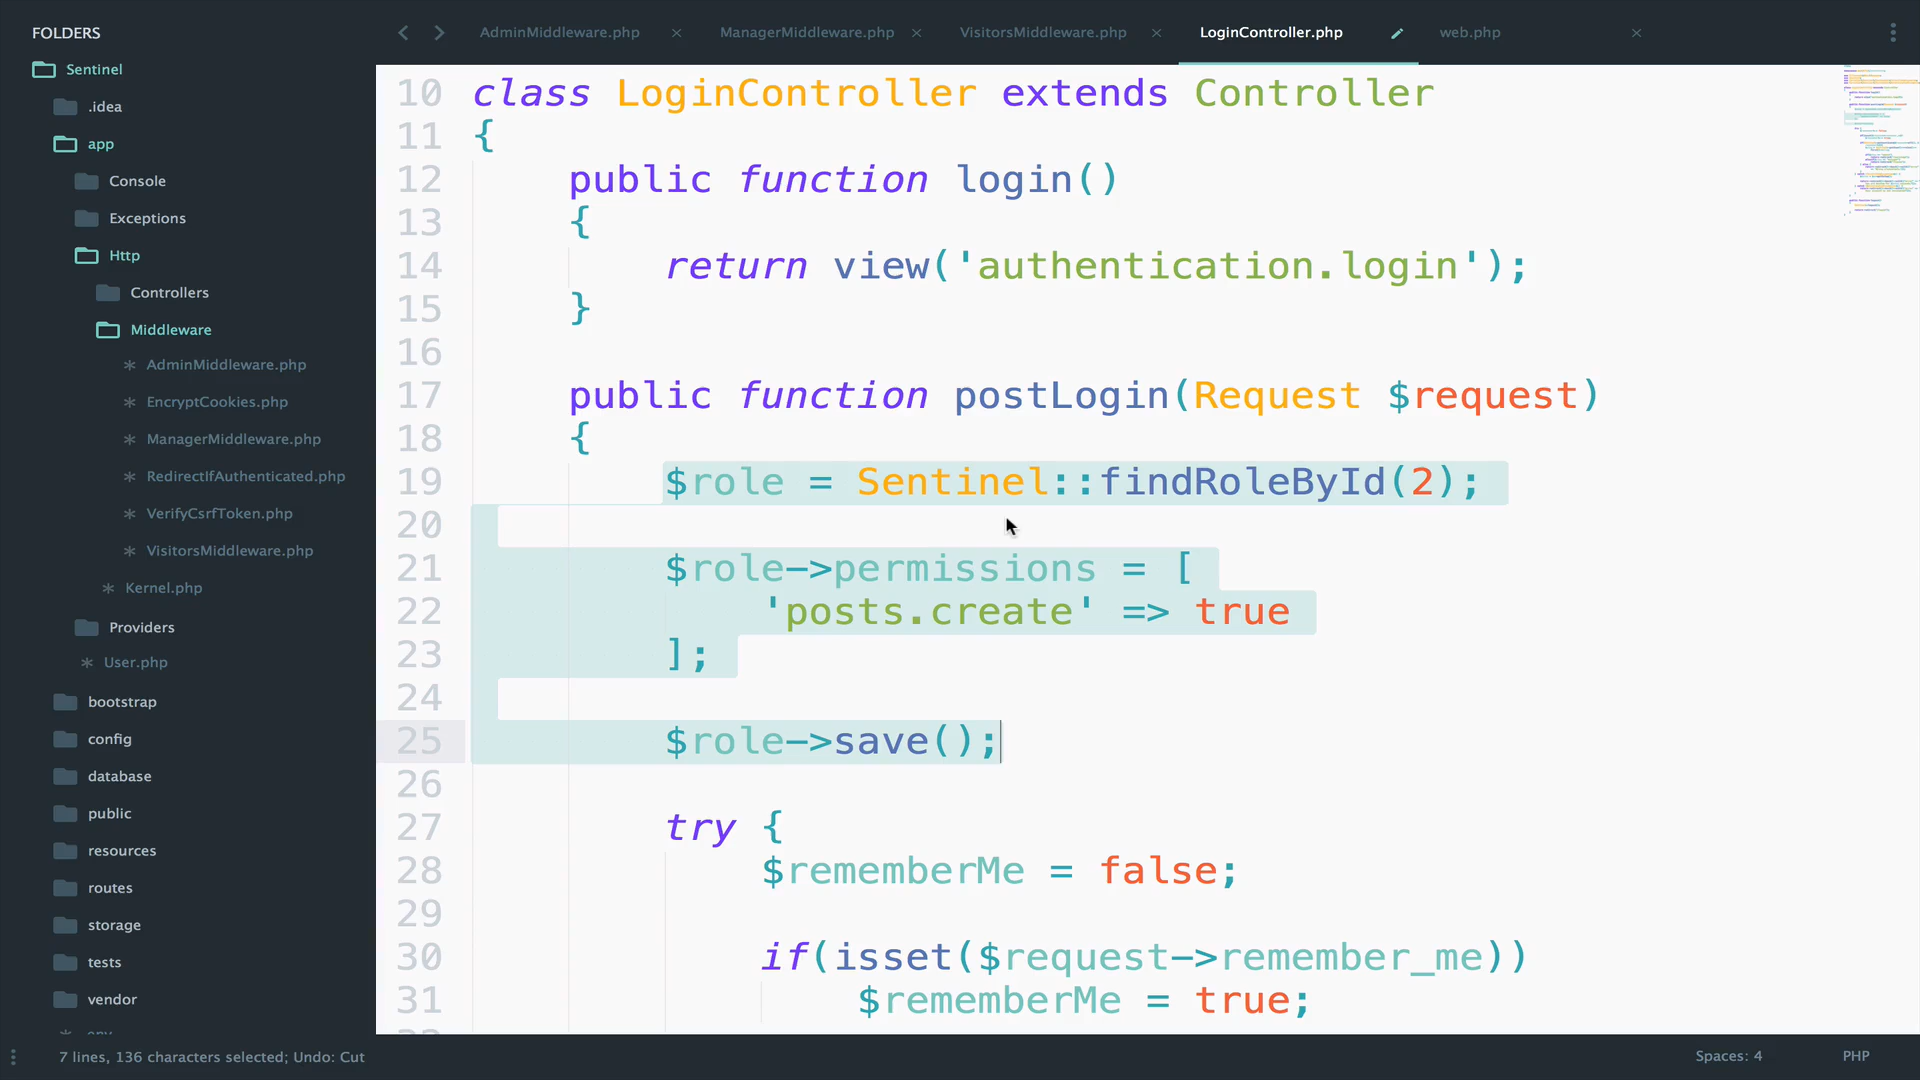 FOLDERS
Sentinel
.idea
app
Console
Exceptions
Http
Controllers
Middleware
AdminMiddleware.php
EncryptCookies.php
ManagerMiddleware.php
RedirectIfAuthenticated.php
VerifyCsrfToken.php
VisitorsMiddleware.php
Kernel.php
Providers
User.php
bootstrap
config
database
public
resources
routes
storage
tests
vendor
AdminMiddleware.php ManagerMiddleware.php VisitorsMiddleware.php LoginController.php web.php
10 class LoginController extends Controller
11 {
12 public function login()
13 {
14 return view('authentication.login');
15 }
16
17 public function postLogin(Request $request)
18 {
19 $role = Sentinel::findRoleById(2);
20
21 $role->permissions = [
22 'posts.create' => true
23 ];
24
25 $role->save();
26
27 try {
28 $rememberMe = false;
29
30 if(isset($request->remember_me))
31 $rememberMe = true;
7 lines, 136 characters selected; Undo: Cut
Spaces: 4 PHP